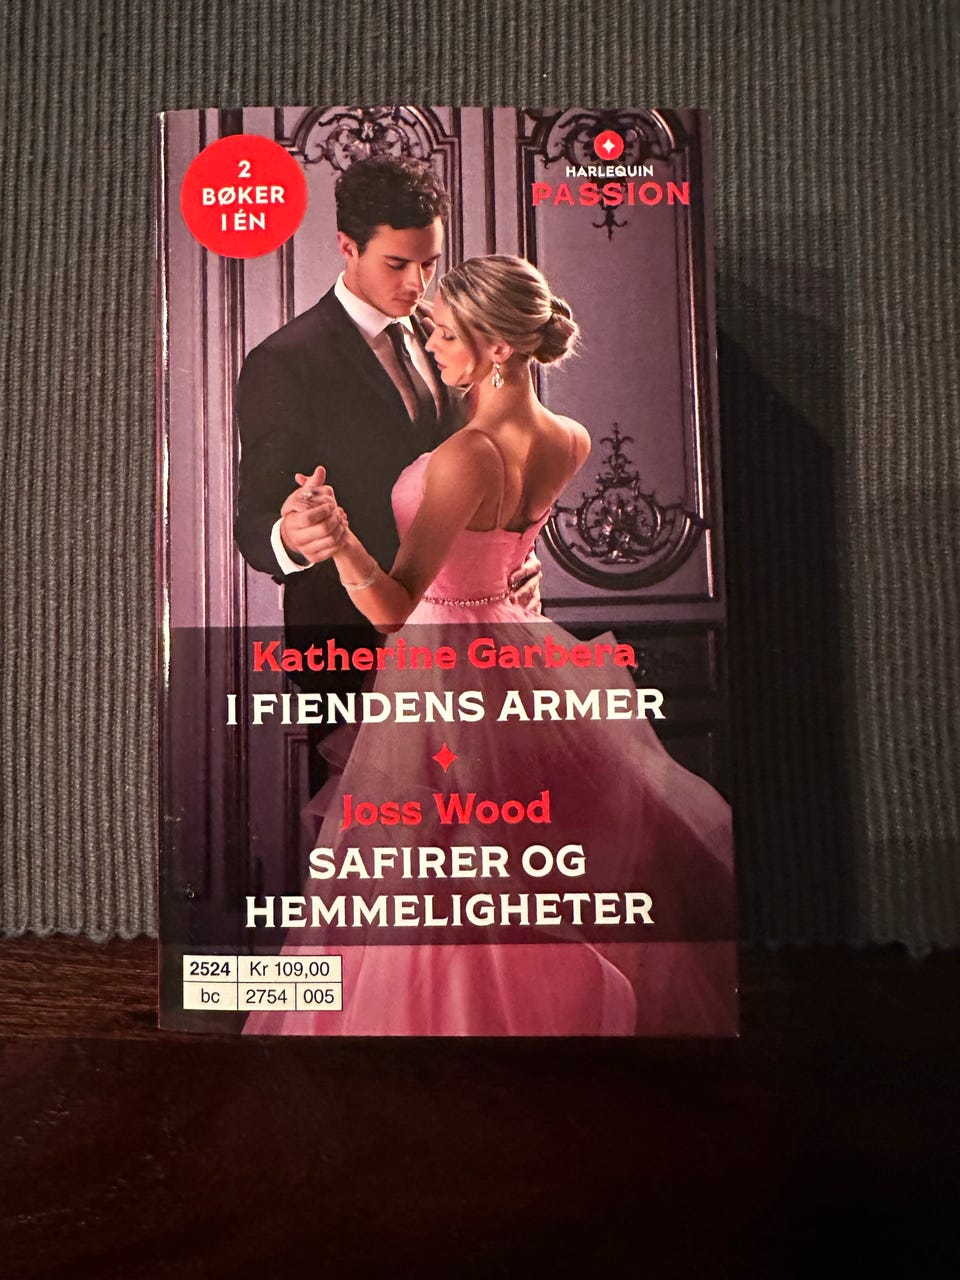 2
BØKER
I ÉN
HARLEQUIN
PASSION
Katherine Garbera
I FIENDENS ARMER
Joss Wood
SAFIRER OG
HEMMELIGHETER
2524 Kr 109,00
bc 2754 005